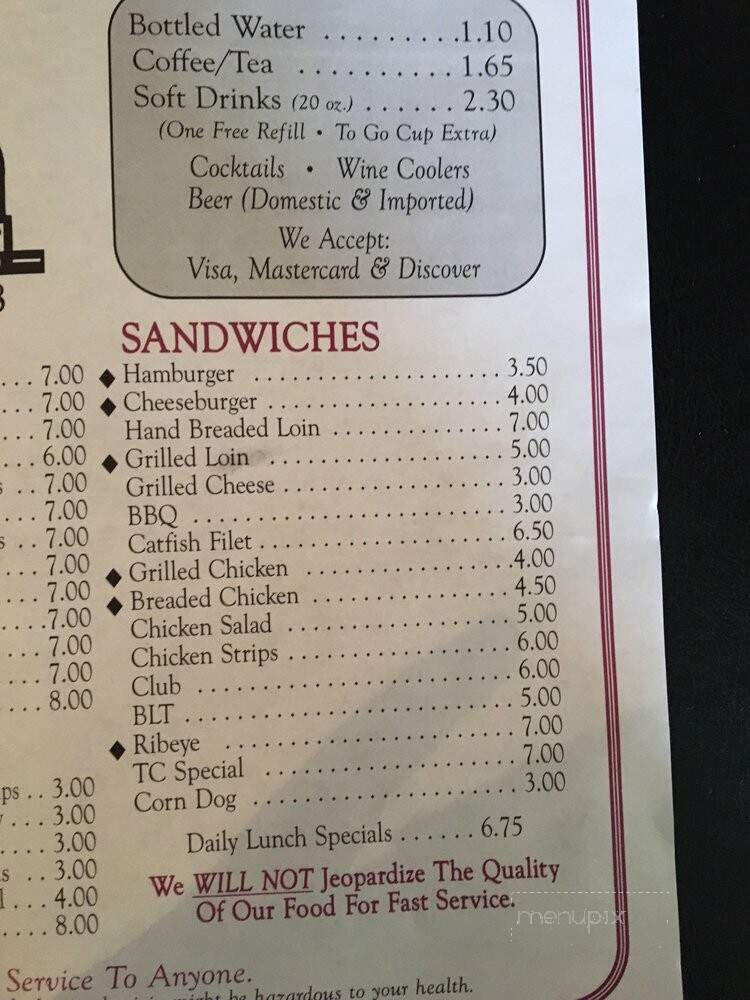 Bottled Water .........1.10
Coffee/Tea .......... 1.65
Soft Drinks (20 oz.) ...... 2.30
(One Free Refill • To Go Cup Extra)
Cocktails • Wine Coolers
Beer (Domestic & Imported)
We Accept:
Visa, Mastercard & Discover
... 7.00
... 7.00
... 7.00
... 6.00
s .. 7.00
... 7.00
s .. 7.00
... 7.00
... 7.00
....7.00
... 7.00
... 7.00
... 8.00
ps .. 3.00
... 3.00
.... 3.00
s .. 3.00
l ... 4.00
.... 8.00
SANDWICHES
◆ Hamburger .................... 3.50
◆ Cheeseburger .................. 4.00
Hand Breaded Loin ............. 7.00
◆ Grilled Loin .................. 5.00
Grilled Cheese ................. 3.00
BBQ ......................... 3.00
Catfish Filet ................... 6.50
◆ Grilled Chicken ................4.00
◆ Breaded Chicken ............... 4.50
Chicken Salad ................. 5.00
Chicken Strips ................. 6.00
Club ......................... 6.00
BLT ......................... 5.00
◆ Ribeye ...................... 7.00
TC Special ................... 7.00
Corn Dog .................... 3.00
Daily Lunch Specials ...... 6.75
We WILL NOT Jeopardize The Quality
Of Our Food For Fast Service.
menupix
Service To Anyone.
might be hazardous to your health.